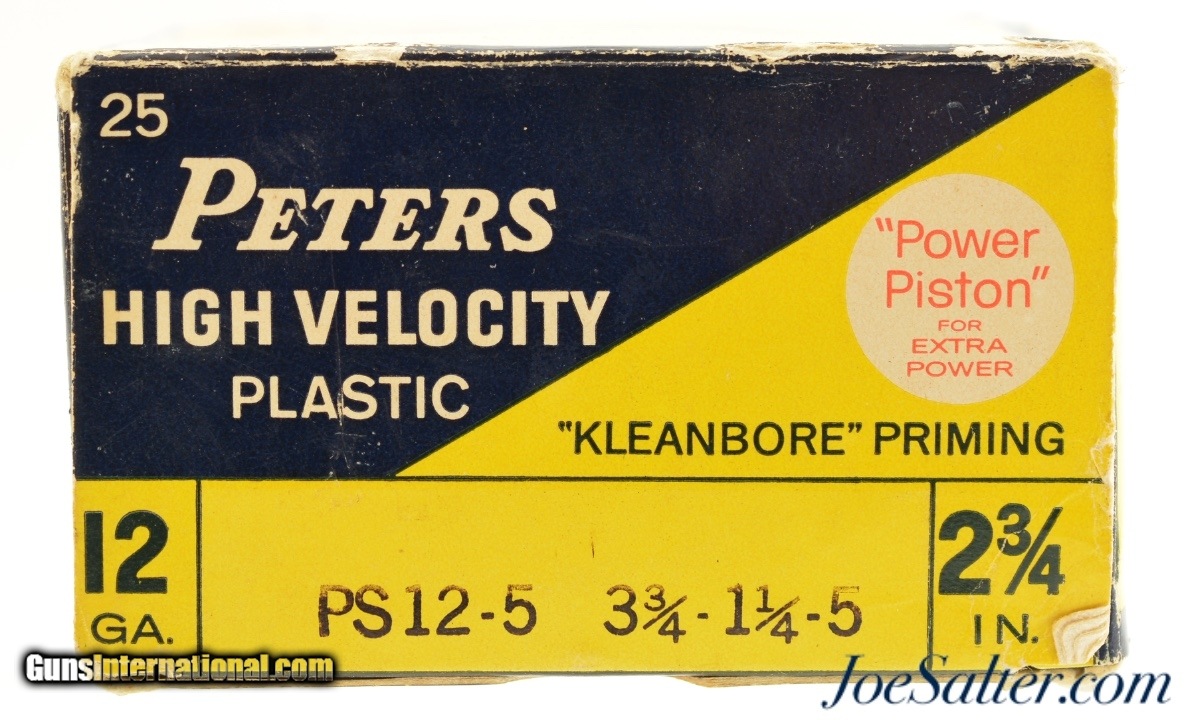 25
PETERS
HIGH VELOCITY
PLASTIC
"Power
Piston"
FOR
EXTRA
POWER
"KLEANBORE" PRIMING
12
GA.
PS12-5 3¾-1¼-5
2¾
IN.
GunsInternational.com
JoeSalter.com